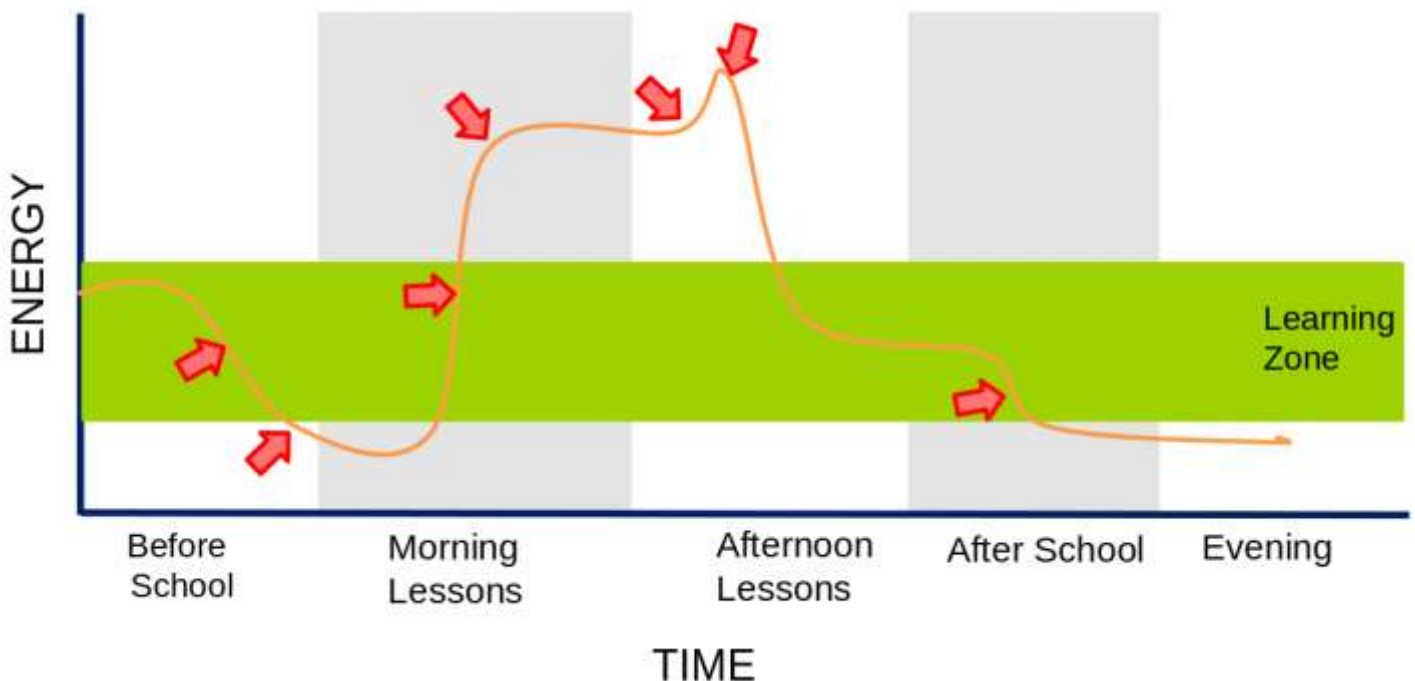 ENERGY
Learning
Zone
Before
School
Morning
Lessons
Afternoon
Lessons
After School
Evening
TIME